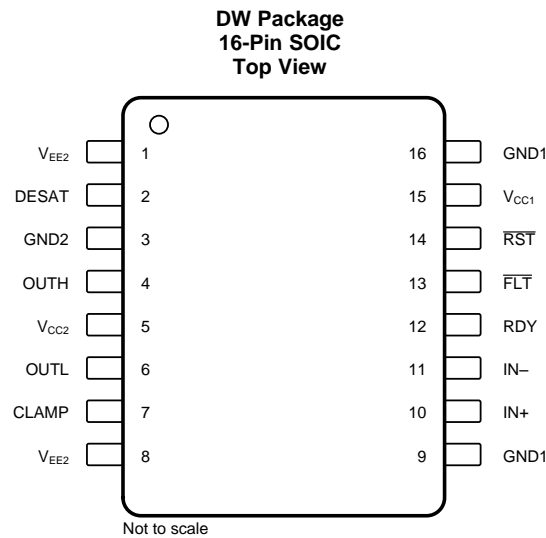 DW Package
16-Pin SOIC
Top View
VEE2 1 16 GND1
DESAT 2 15 VCC1
GND2 3 14 RST
OUTH 4 13 FLT
VCC2 5 12 RDY
OUTL 6 11 IN–
CLAMP 7 10 IN+
VEE2 8 9 GND1
Not to scale